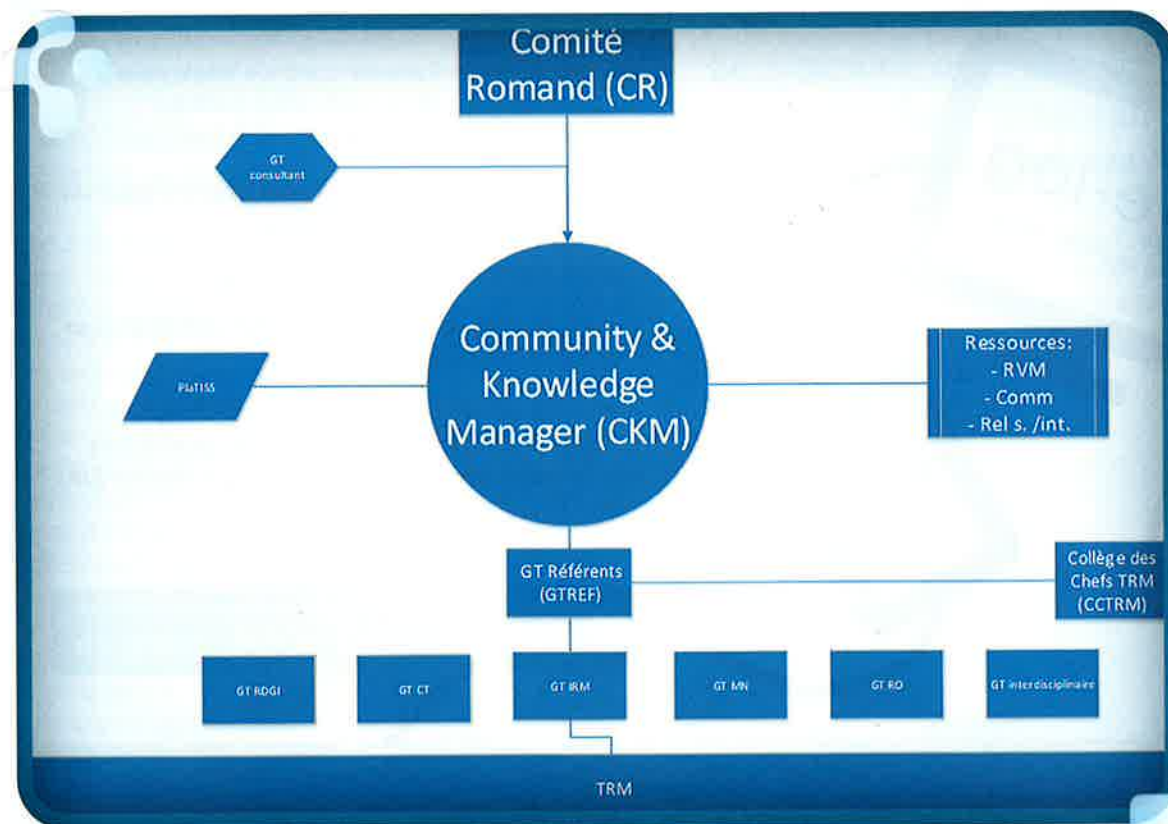 Comité
Romand (CR)
GT
consultant
Community &
Knowledge
Manager (CKM)
PlaTISS
Ressources:
- RVM
- Comm
- Rel s. /int.
GT Référents
(GTREF)
Collège des
Chefs TRM
(CCTRM)
GT RDGI
GT CT
GT IRM
GT MN
GT RO
GT interdisciplinaire
TRM